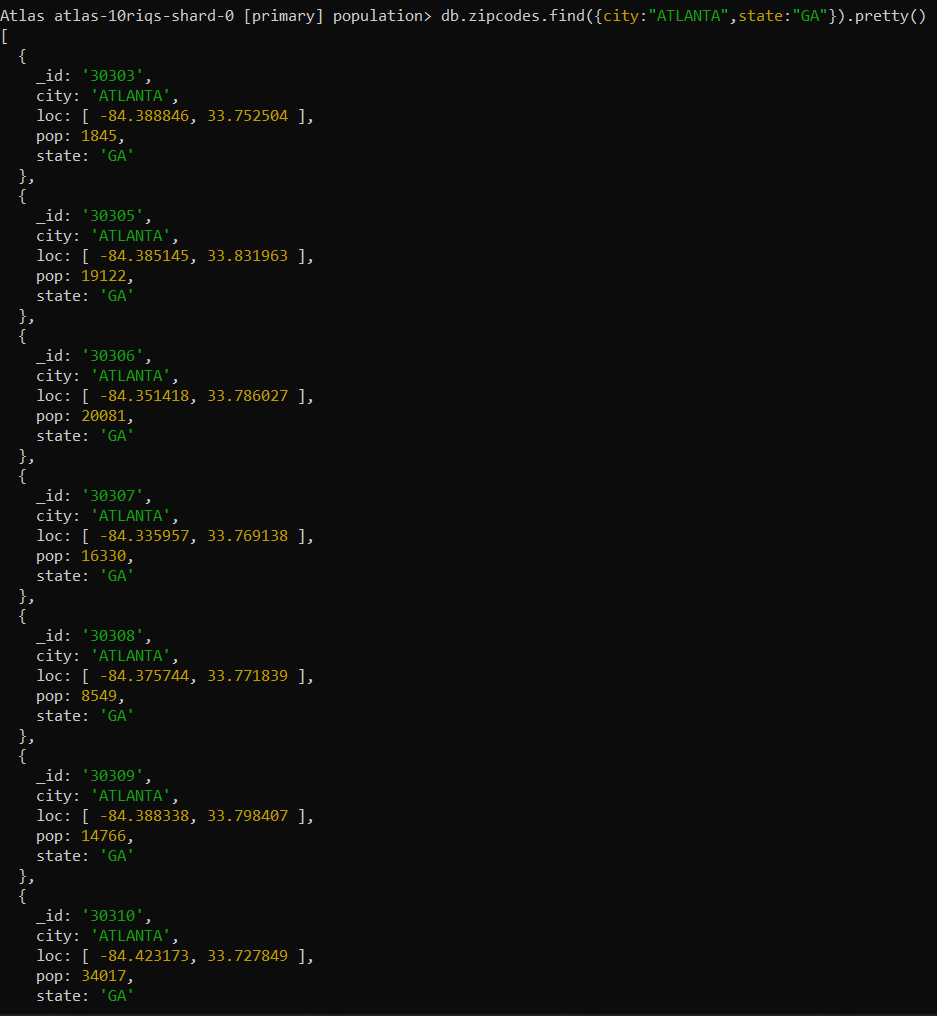 Atlas atlas-10riqs-shard-0 [primary] population> db.zipcodes.find({city:"ATLANTA",state:"GA"}).pretty()
[
  {
    _id: '30303',
    city: 'ATLANTA',
    loc: [ -84.388846, 33.752504 ],
    pop: 1845,
    state: 'GA'
  },
  {
    _id: '30305',
    city: 'ATLANTA',
    loc: [ -84.385145, 33.831963 ],
    pop: 19122,
    state: 'GA'
  },
  {
    _id: '30306',
    city: 'ATLANTA',
    loc: [ -84.351418, 33.786027 ],
    pop: 20081,
    state: 'GA'
  },
  {
    _id: '30307',
    city: 'ATLANTA',
    loc: [ -84.335957, 33.769138 ],
    pop: 16330,
    state: 'GA'
  },
  {
    _id: '30308',
    city: 'ATLANTA',
    loc: [ -84.375744, 33.771839 ],
    pop: 8549,
    state: 'GA'
  },
  {
    _id: '30309',
    city: 'ATLANTA',
    loc: [ -84.388338, 33.798407 ],
    pop: 14766,
    state: 'GA'
  },
  {
    _id: '30310',
    city: 'ATLANTA',
    loc: [ -84.423173, 33.727849 ],
    pop: 34017,
    state: 'GA'